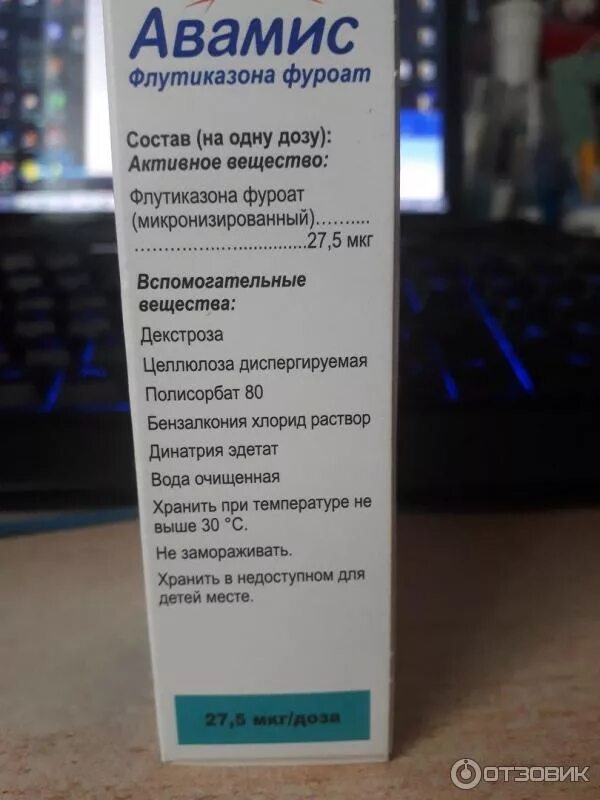 Авамис
Флутиказона фуроат
Состав (на одну дозу):
Активное вещество:
Флутиказона фуроат
(микронизированный).........
..........................27,5 мкг
Вспомогательные
вещества:
Декстроза
Целлюлоза диспергируемая
Полисорбат 80
Бензалкония хлорид раствор
Динатрия эдетат
Вода очищенная
Хранить при температуре не
выше 30 °C.
Не замораживать.
Хранить в недоступном для
детей месте.
27,5 мкг/доза
ОТЗОВИК